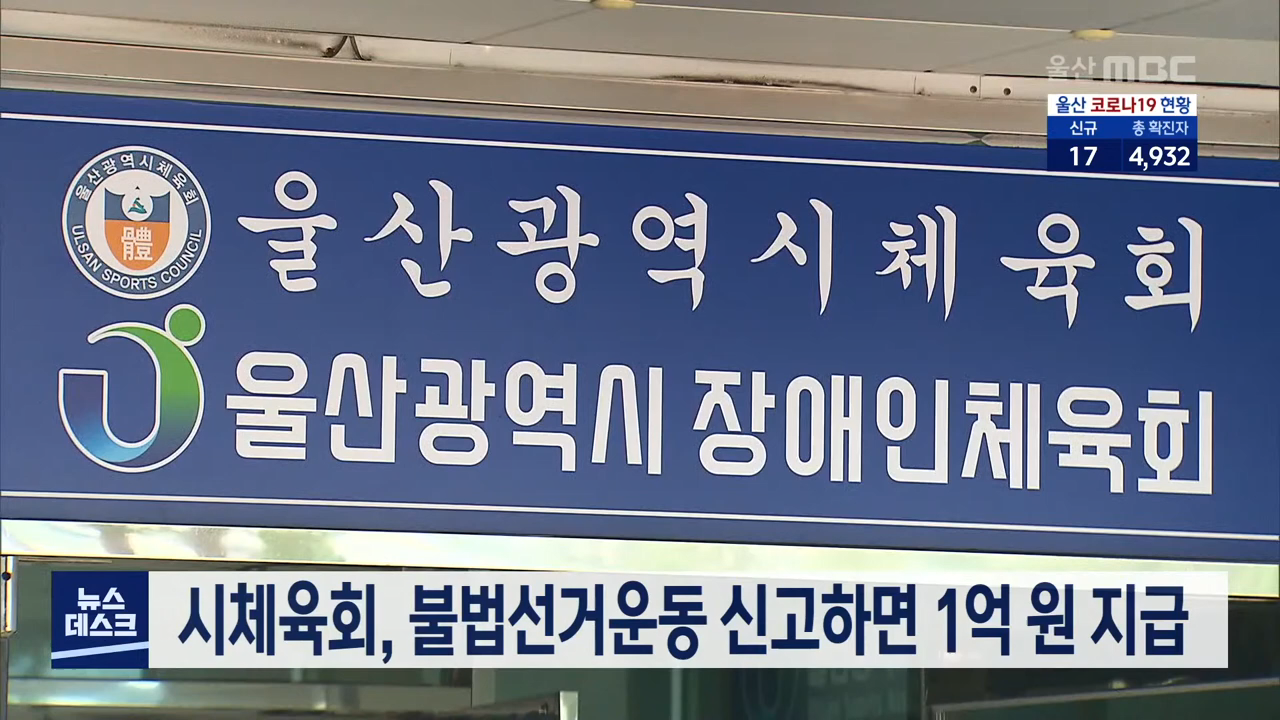 울산 MBC
울산 코로나19 현황
신규 총 확진자
17 4,932
울산광역시체육회
體
ULSAN SPORTS COUNCIL
울산광역시체육회
울산광역시 장애인체육회
뉴스
데스크
시체육회, 불법선거운동 신고하면 1억 원 지급